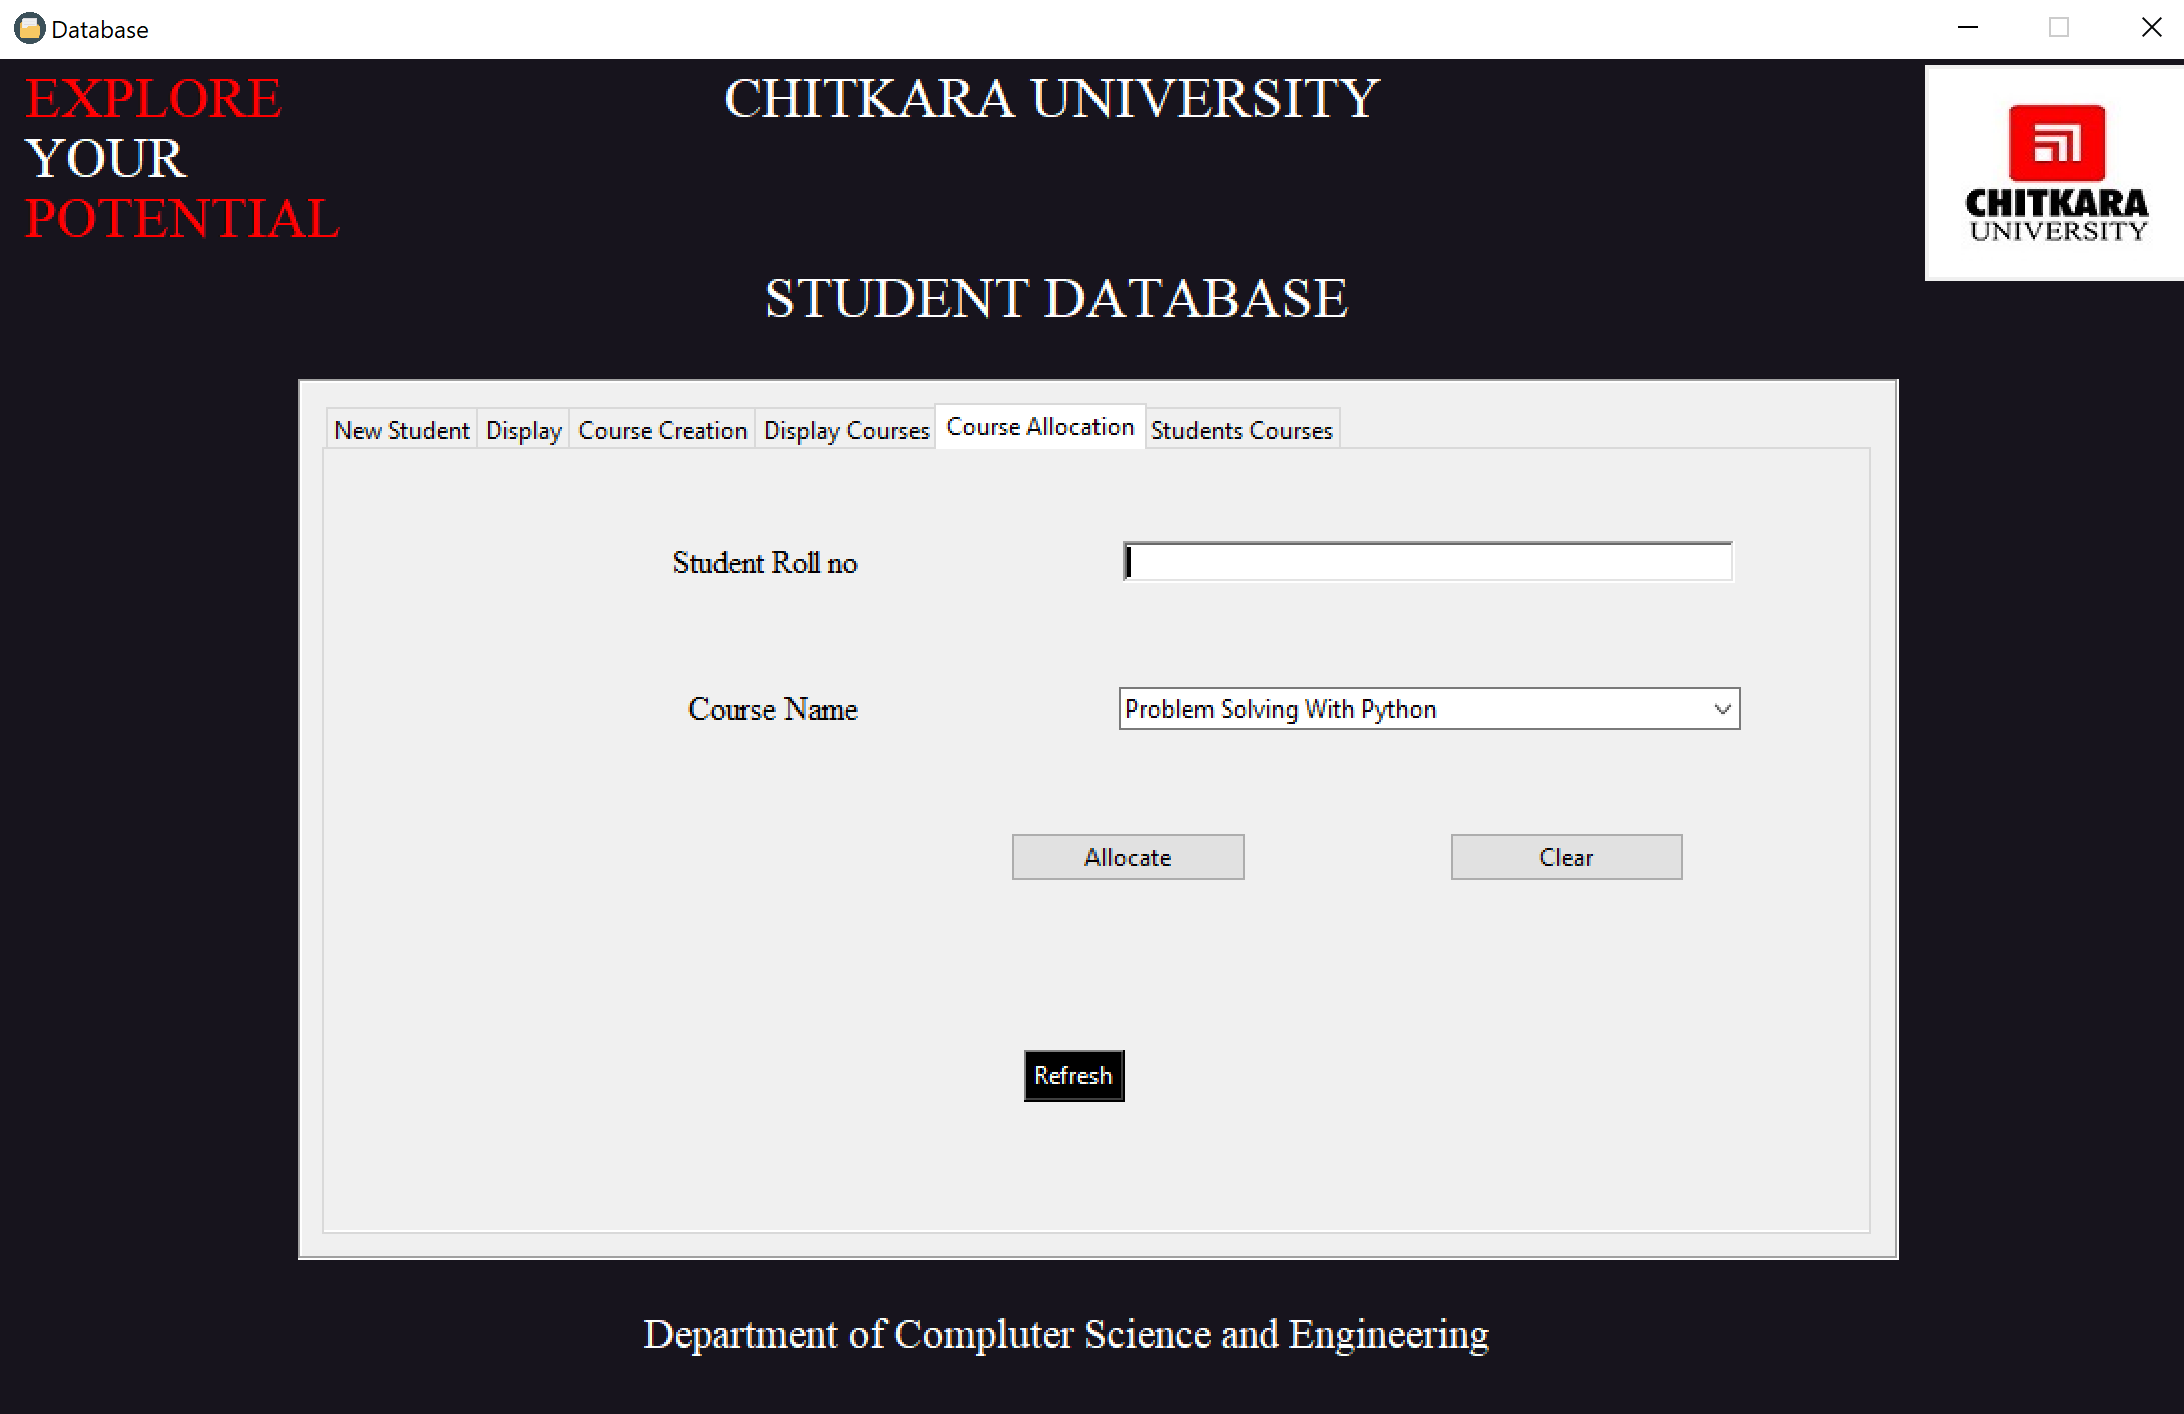 Database
EXPLORE
YOUR
POTENTIAL
CHITKARA UNIVERSITY
CHITKARA
UNIVERSITY
STUDENT DATABASE
New Student Display Course Creation Display Courses Course Allocation Students Courses
Student Roll no
Course Name Problem Solving With Python
Allocate Clear
Refresh
Department of Compluter Science and Engineering